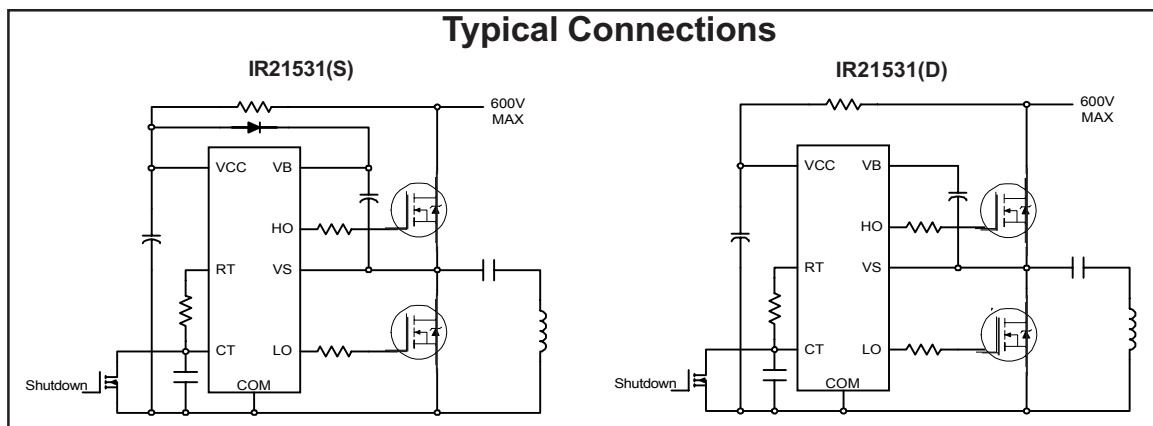 Typical Connections
IR21531(S)
600V
MAX
VCC
VB
HO
RT
VS
CT
LO
COM
Shutdown
IR21531(D)
600V
MAX
VCC
VB
HO
RT
VS
CT
LO
COM
Shutdown